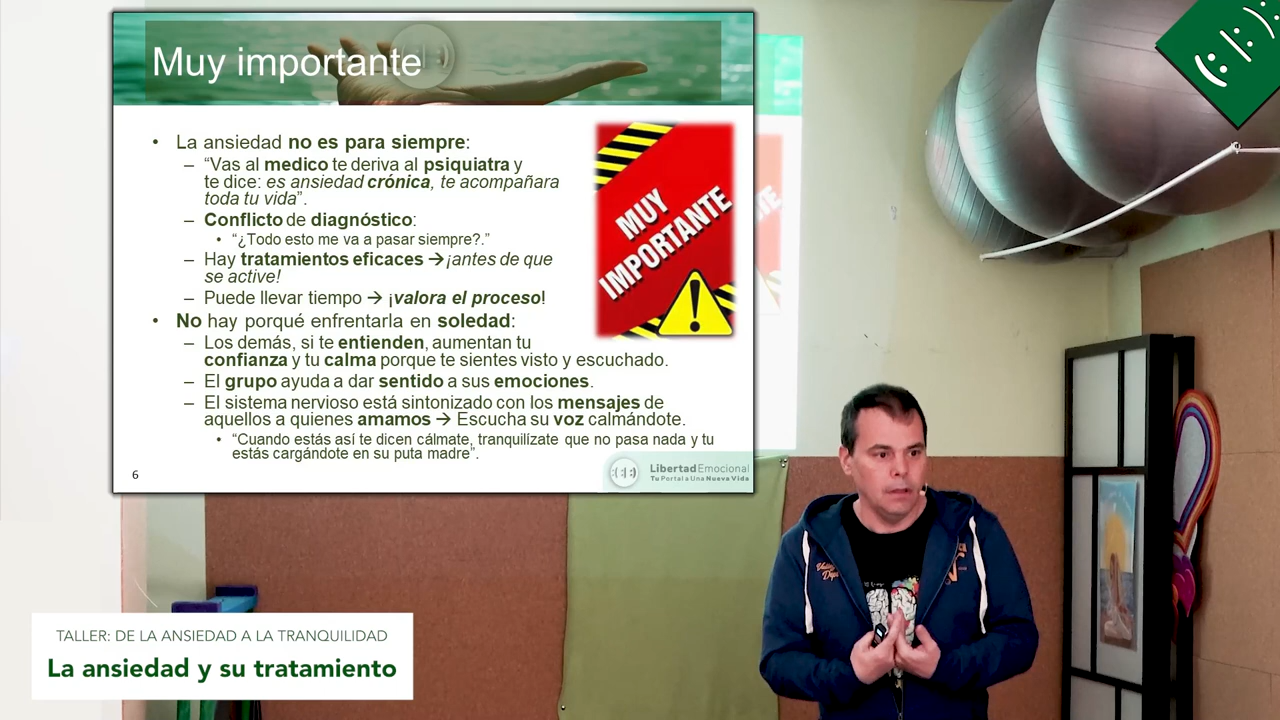 Muy importante
• La ansiedad no es para siempre:
– “Vas al medico te deriva al psiquiatra y
te dice: es ansiedad crónica, te acompañara
toda tu vida”.
– Conflicto de diagnóstico:
• “¿Todo esto me va a pasar siempre?.”
– Hay tratamientos eficaces → ¡antes de que
se active!
– Puede llevar tiempo → ¡valora el proceso!
• No hay porqué enfrentarla en soledad:
– Los demás, si te entienden, aumentan tu
confianza y tu calma porque te sientes visto y escuchado.
– El grupo ayuda a dar sentido a sus emociones.
– El sistema nervioso está sintonizado con los mensajes de
aquellos a quienes amamos → Escucha su voz calmándote.
• “Cuando estás así te dicen cálmate, tranquilízate que no pasa nada y tu
estás cargándote en su puta madre”.
MUY
IMPORTANTE
6
LibertadEmocional
Tu Portal a Una Nueva Vida
TALLER: DE LA ANSIEDAD A LA TRANQUILIDAD
La ansiedad y su tratamiento